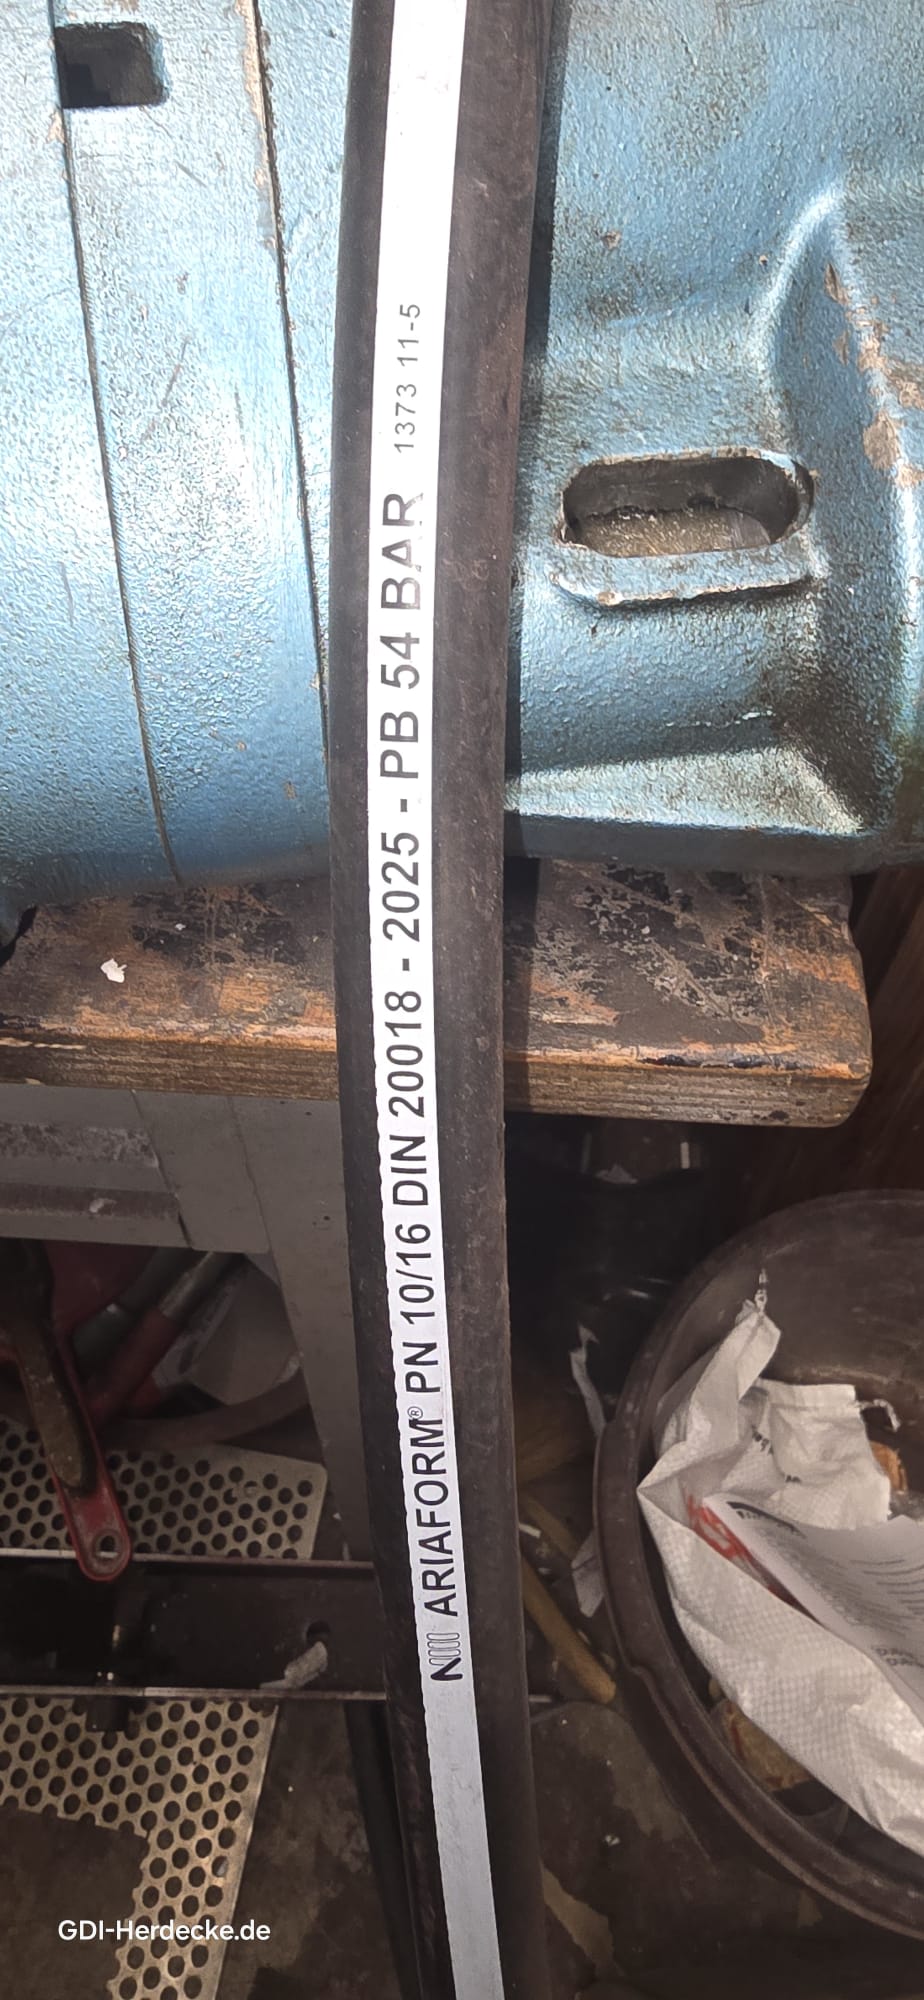 ARIAFORM® PN 10/16 DIN 20018 - 2025 - PB 54 BAR 1373 11-5
GDI-Herdecke.de